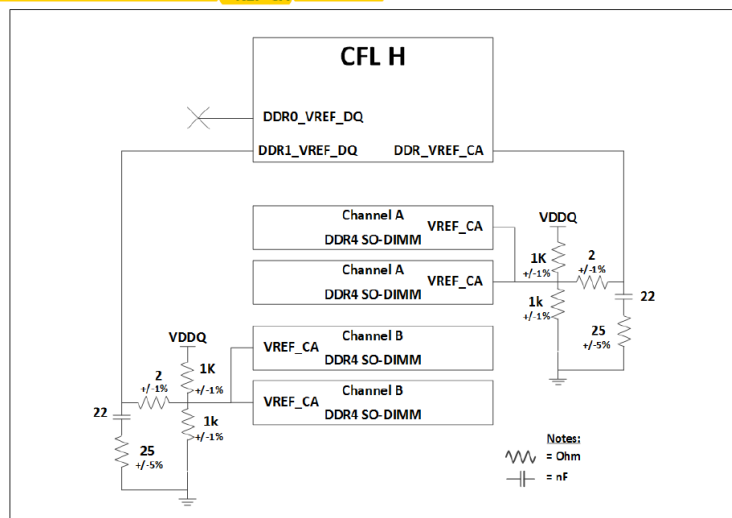 CFL H
DDR0_VREF_DQ
DDR1_VREF_DQ DDR_VREF_CA
Channel A
VREF_CA
DDR4 SO-DIMM
VDDQ
1K
+/-1%
2
+/-1%
Channel A
VREF_CA
DDR4 SO-DIMM
1k
+/-1%
22
25
+/-5%
Channel B
VREF_CA
DDR4 SO-DIMM
VDDQ
1K
+/-1%
2
+/-1%
Channel B
VREF_CA
DDR4 SO-DIMM
22
1k
+/-1%
25
+/-5%
Notes:
= Ohm
= nF